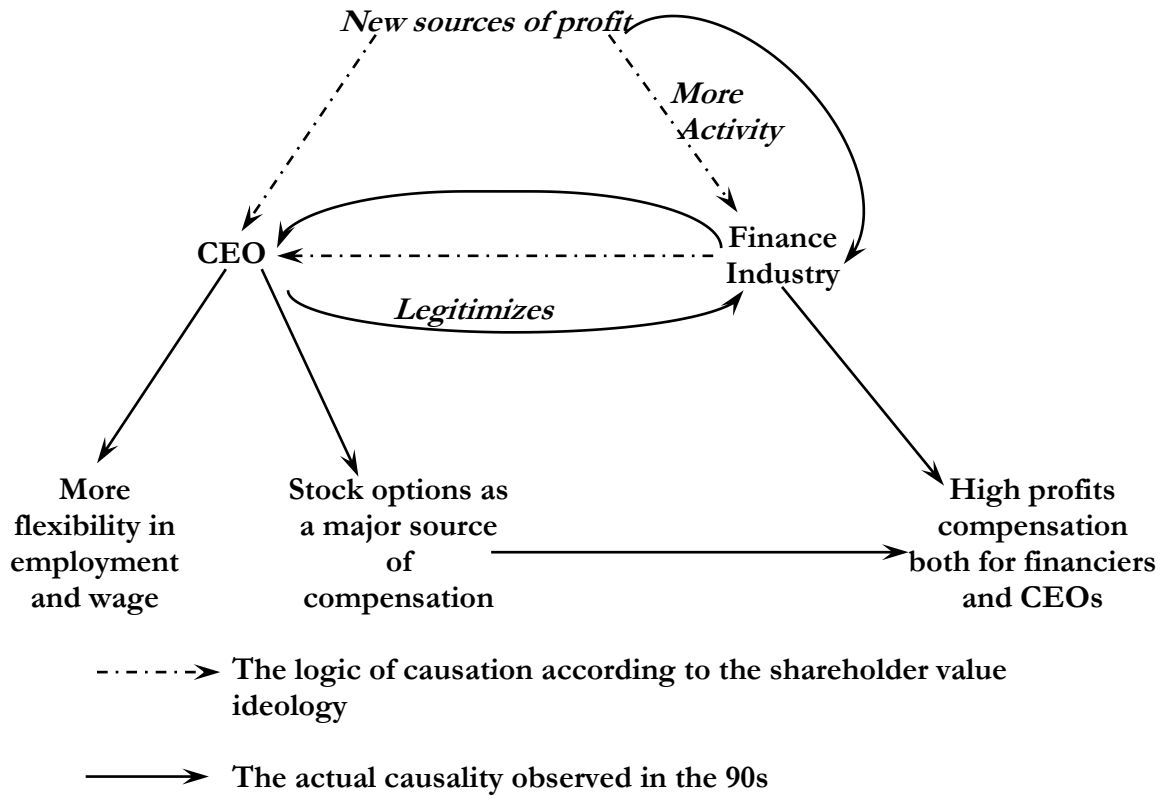 New sources of profit
More
Activity
CEO
Finance
Industry
Legitimizes
More
flexibility in
employment
and wage
Stock options as
a major source
of
compensation
High profits
compensation
both for financiers
and CEOs
The logic of causation according to the shareholder value
ideology
The actual causality observed in the 90s